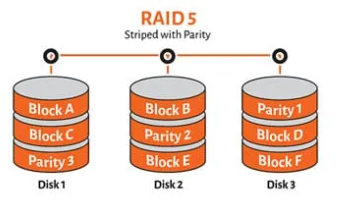 RAID 5
Striped with Parity
Block A
Block B
Parity 1
Block C
Parity 2
Block D
Parity 3
Block E
Block F
Disk 1
Disk 2
Disk 3